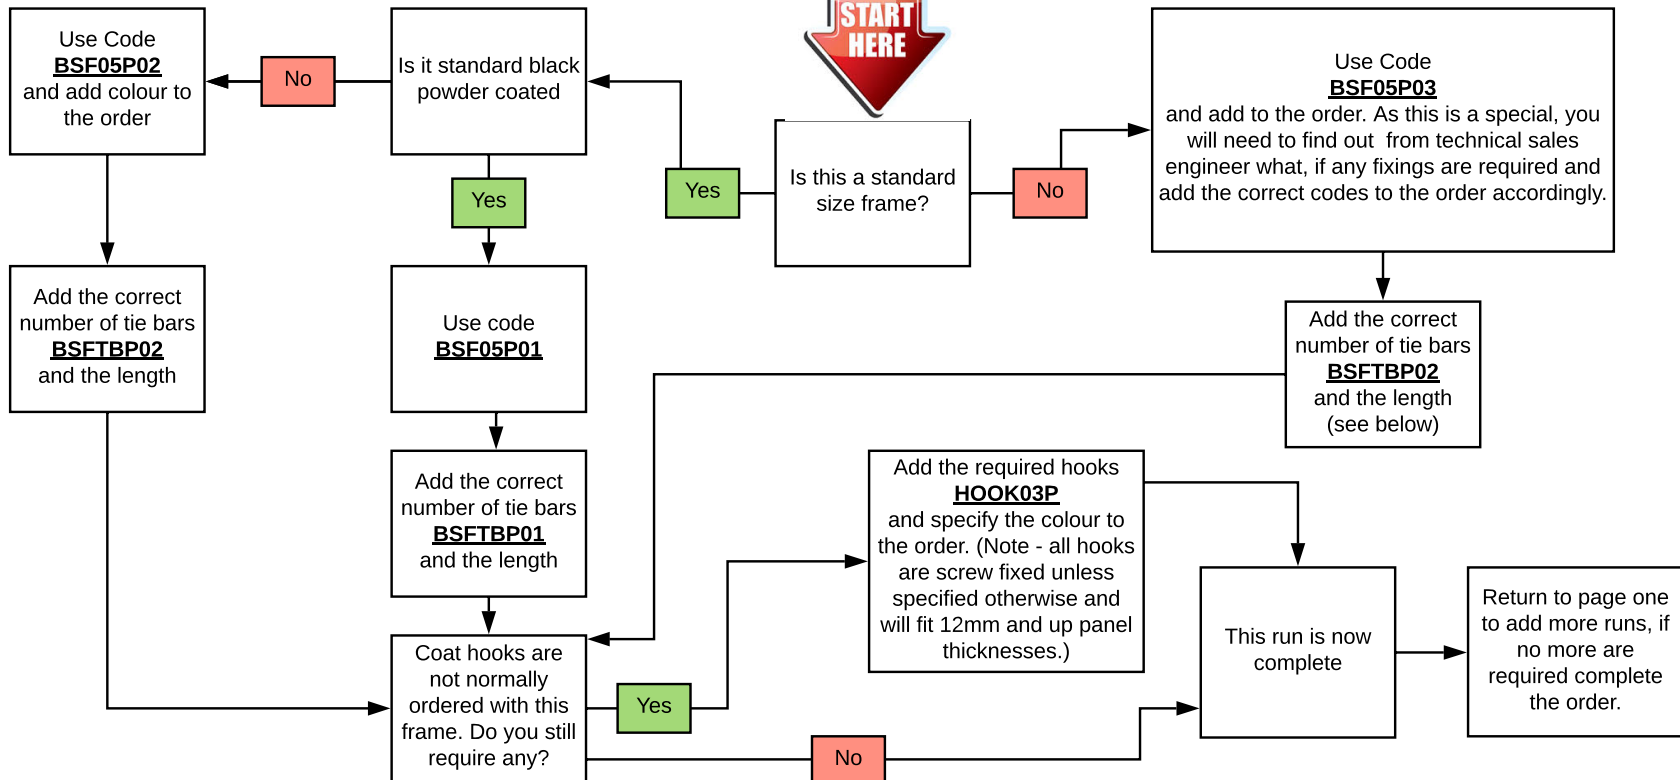 START
HERE
Is this a standard
size frame?
Yes
No
Is it standard black
powder coated
No
Use Code
BSF05P02
and add colour to
the order
Add the correct
number of tie bars
BSFTBP02
and the length
Yes
Use code
BSF05P01
Add the correct
number of tie bars
BSFTBP01
and the length
Use Code
BSF05P03
and add to the order. As this is a special, you
will need to find out  from technical sales
engineer what, if any fixings are required and
add the correct codes to the order accordingly.
Add the correct
number of tie bars
BSFTBP02
and the length
(see below)
Coat hooks are
not normally
ordered with this
frame. Do you still
require any?
Yes
No
Add the required hooks
HOOK03P
and specify the colour to
the order. (Note - all hooks
are screw fixed unless
specified otherwise and
will fit 12mm and up panel
thicknesses.)
This run is now
complete
Return to page one
to add more runs, if
no more are
required complete
the order.